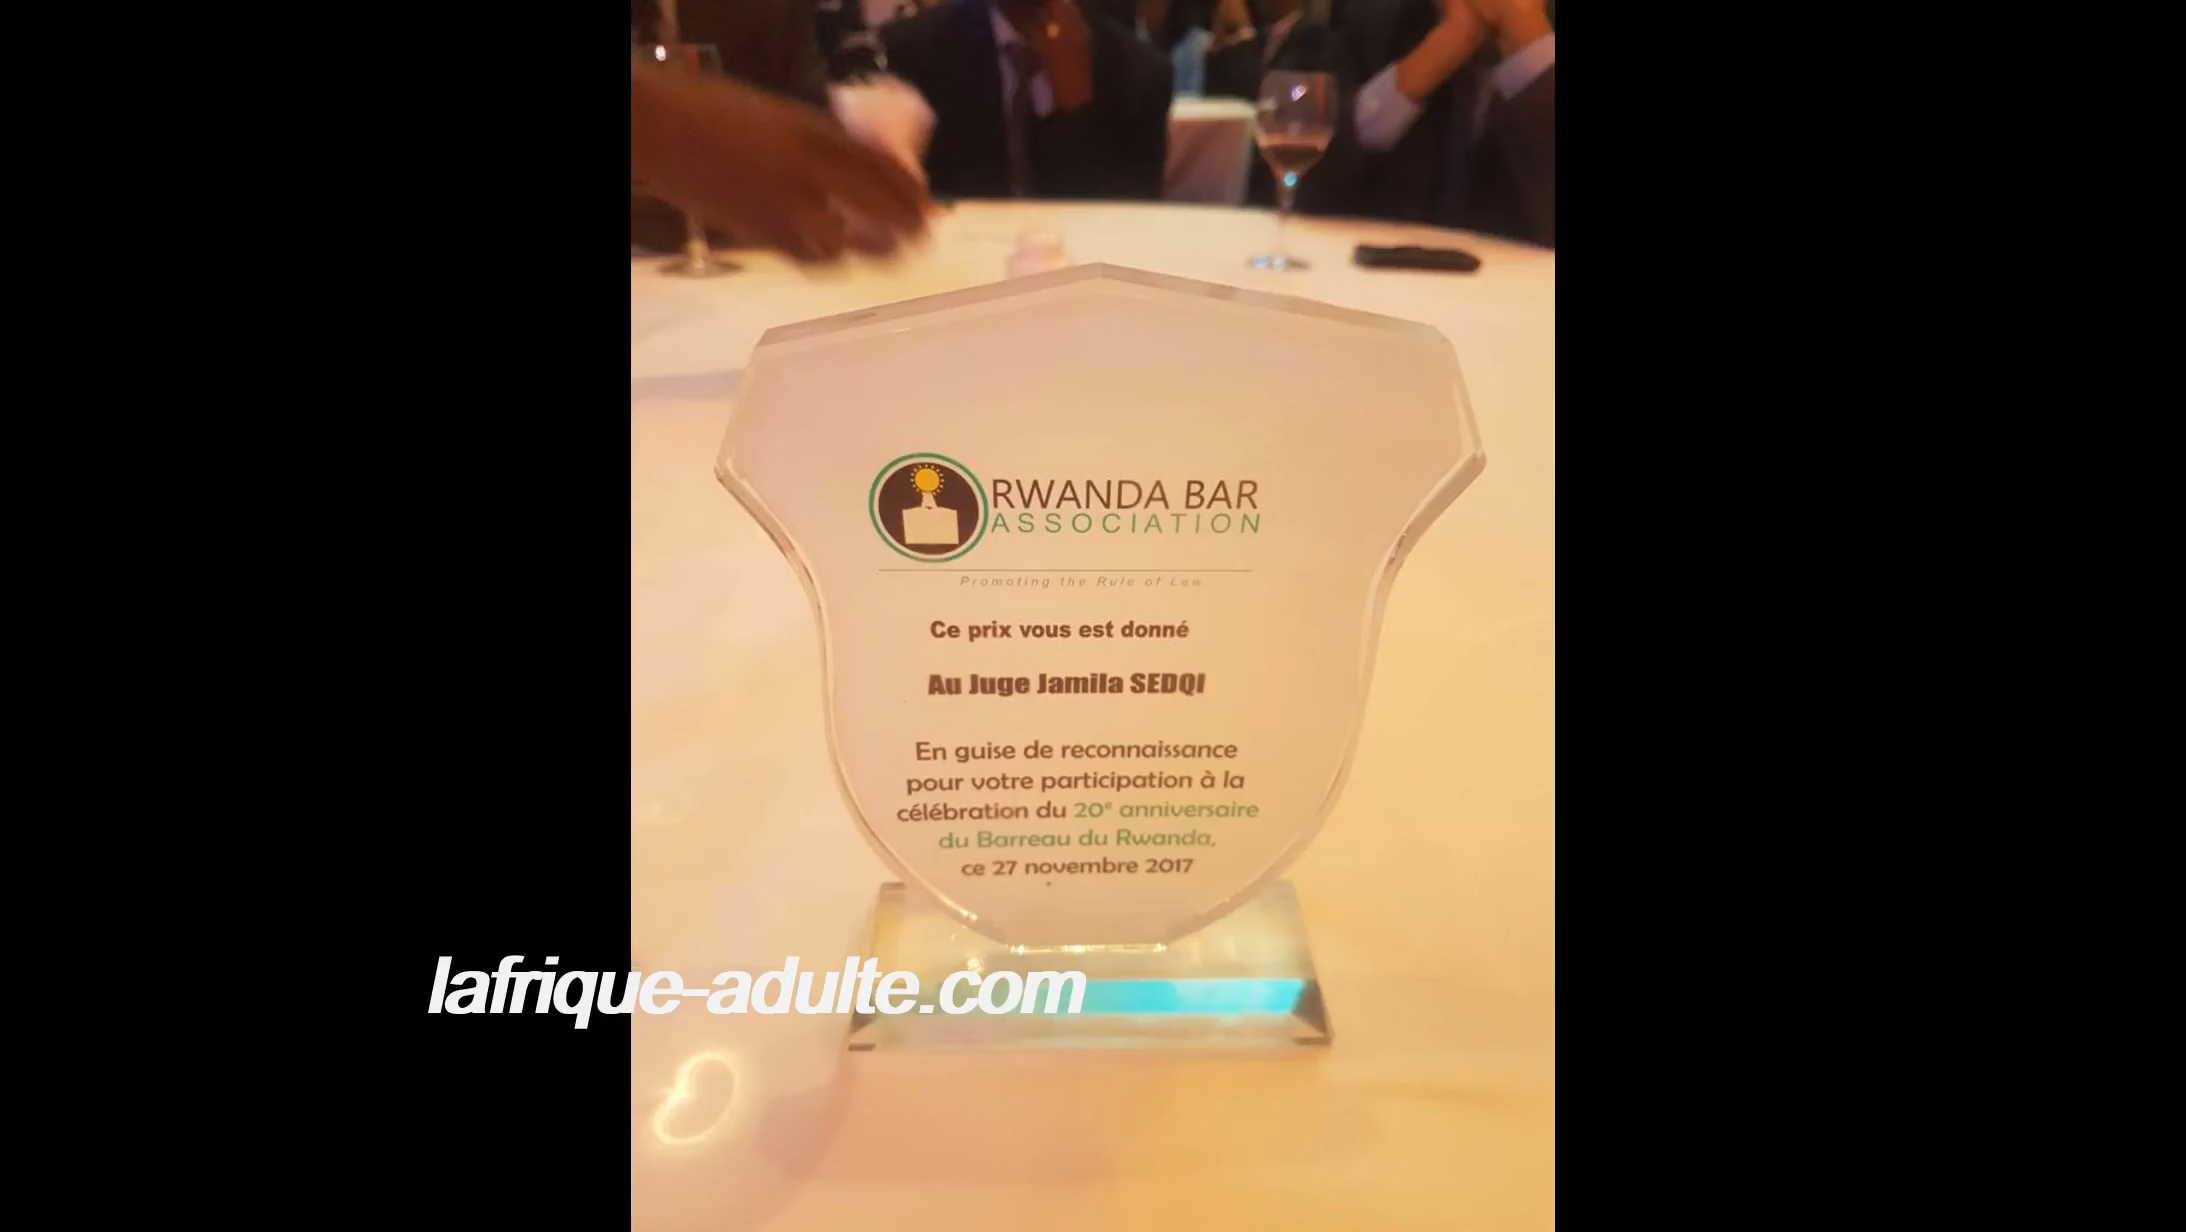 RWANDA BAR
ASSOCIATION
Promoting the Rule of Law
Ce prix vous est donné
Au Juge Jamila SEDQI
En guise de reconnaissance
pour votre participation à la
célébration du 20e anniversaire
du Barreau du Rwanda,
ce 27 novembre 2017
lafrique-adulte.com